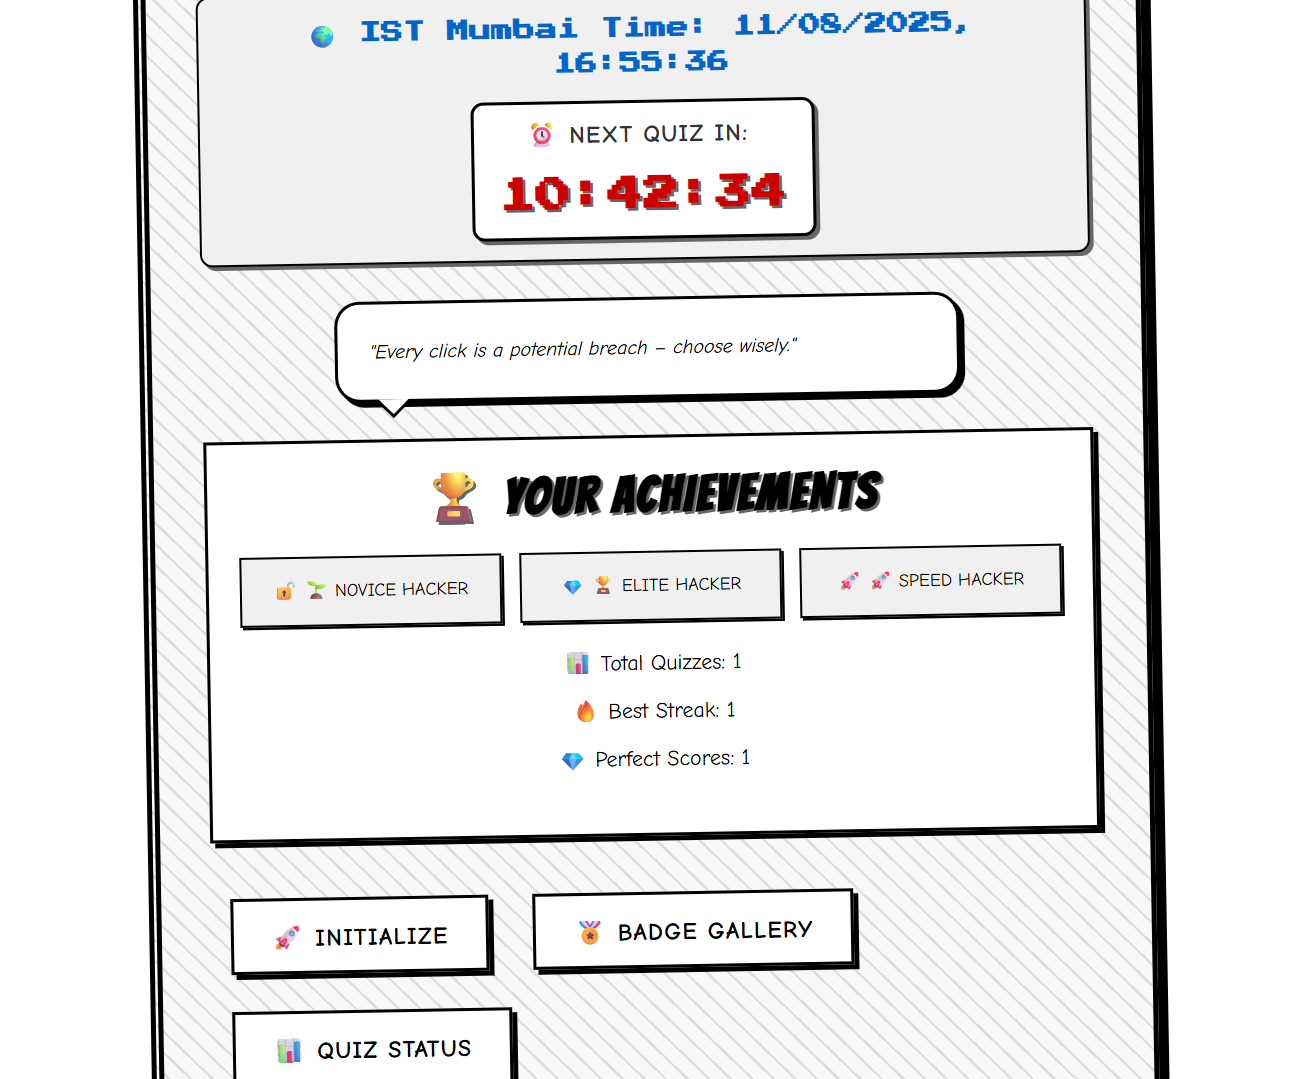 IST Mumbai Time: 11/08/2025,
16:55:36
NEXT QUIZ IN:
10:42:34
"Every click is a potential breach – choose wisely."
YOUR ACHIEVEMENTS
NOVICE HACKER
ELITE HACKER
SPEED HACKER
Total Quizzes: 1
Best Streak: 1
Perfect Scores: 1
INITIALIZE
BADGE GALLERY
QUIZ STATUS